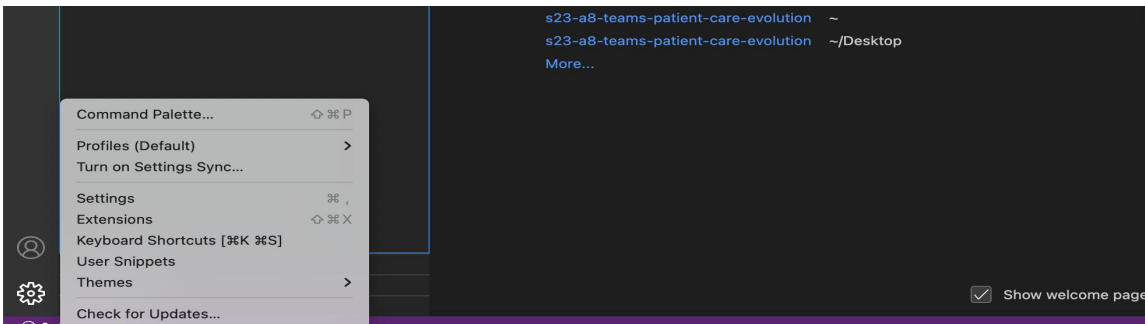 s23-a8-teams-patient-care-evolution ~
s23-a8-teams-patient-care-evolution ~/Desktop
More...
Command Palette... ⇧⌘P
Profiles (Default) >
Turn on Settings Sync...
Settings ⌘,
Extensions ⇧⌘X
Keyboard Shortcuts [⌘K ⌘S]
User Snippets
Themes >
Show welcome page
Check for Updates...